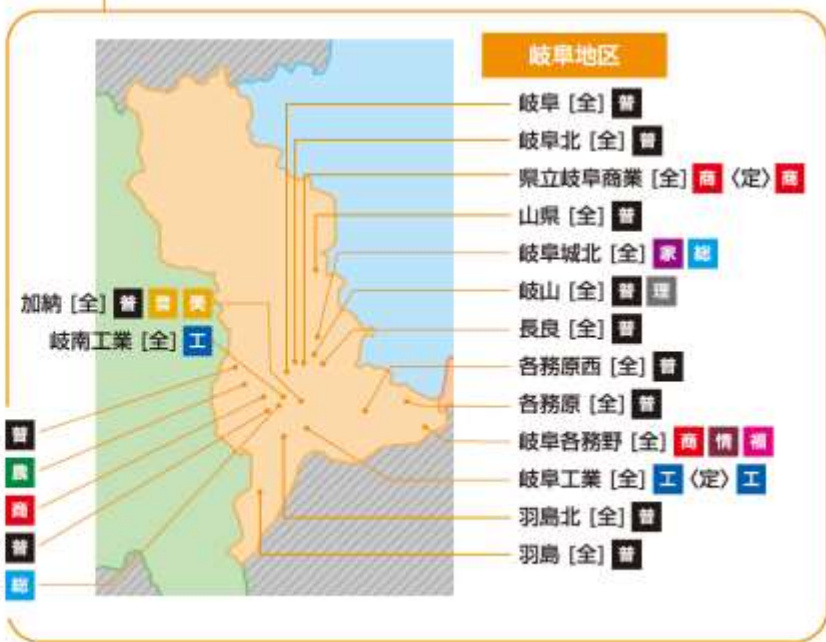 岐阜地区
岐阜 [全] 普
岐阜北 [全] 普
県立岐阜商業 [全] 商 〈定〉 商
山県 [全] 普
岐阜城北 [全] 家 総
岐山 [全] 普 理
長良 [全] 普
各務原西 [全] 普
各務原 [全] 普
岐阜各務野 [全] 商 情 福
岐阜工業 [全] 工 〈定〉 工
羽島北 [全] 普
羽島 [全] 普
加納 [全] 普 音 美
岐南工業 [全] 工
普
農
商
普
総